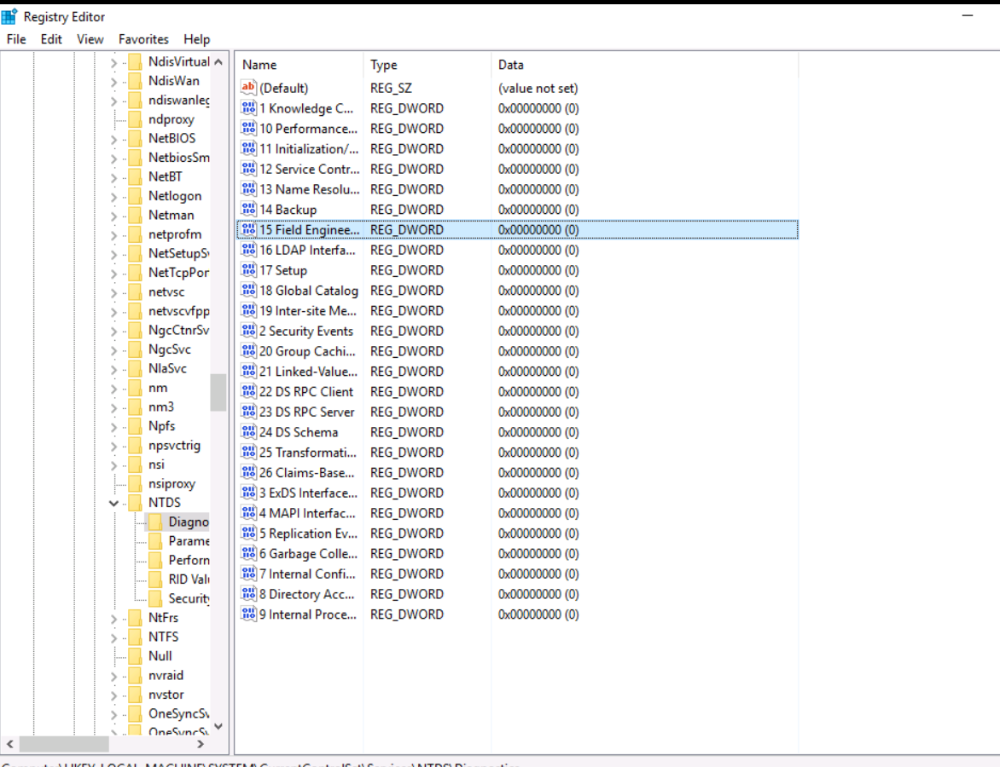 Registry Editor
File Edit View Favorites Help
NdisVirtual
NdisWan
ndiswanleg
ndproxy
NetBIOS
NetbiosSm
NetBT
Netlogon
Netman
netprofm
NetSetupSv
NetTcpPor
netvsc
netvscvfpp
NgcCtnrSv
NgcSvc
NlaSvc
nm
nm3
Npfs
npsvctrig
nsi
nsiproxy
NTDS
Diagno
Parame
Perform
RID Valu
Security
NtFrs
NTFS
Null
nvraid
nvstor
OneSyncSv
OneSyncSv
Name Type Data
(Default) REG_SZ (value not set)
1 Knowledge C... REG_DWORD 0x00000000 (0)
10 Performance... REG_DWORD 0x00000000 (0)
11 Initialization/... REG_DWORD 0x00000000 (0)
12 Service Contr... REG_DWORD 0x00000000 (0)
13 Name Resolu... REG_DWORD 0x00000000 (0)
14 Backup REG_DWORD 0x00000000 (0)
15 Field Enginee... REG_DWORD 0x00000000 (0)
16 LDAP Interfa... REG_DWORD 0x00000000 (0)
17 Setup REG_DWORD 0x00000000 (0)
18 Global Catalog REG_DWORD 0x00000000 (0)
19 Inter-site Me... REG_DWORD 0x00000000 (0)
2 Security Events REG_DWORD 0x00000000 (0)
20 Group Cachi... REG_DWORD 0x00000000 (0)
21 Linked-Value... REG_DWORD 0x00000000 (0)
22 DS RPC Client REG_DWORD 0x00000000 (0)
23 DS RPC Server REG_DWORD 0x00000000 (0)
24 DS Schema REG_DWORD 0x00000000 (0)
25 Transformati... REG_DWORD 0x00000000 (0)
26 Claims-Base... REG_DWORD 0x00000000 (0)
3 ExDS Interface... REG_DWORD 0x00000000 (0)
4 MAPI Interfac... REG_DWORD 0x00000000 (0)
5 Replication Ev... REG_DWORD 0x00000000 (0)
6 Garbage Colle... REG_DWORD 0x00000000 (0)
7 Internal Confi... REG_DWORD 0x00000000 (0)
8 Directory Acc... REG_DWORD 0x00000000 (0)
9 Internal Proce... REG_DWORD 0x00000000 (0)
Computer\HKEY_LOCAL_MACHINE\SYSTEM\CurrentControlSet\Services\NTDS\Diagnostics